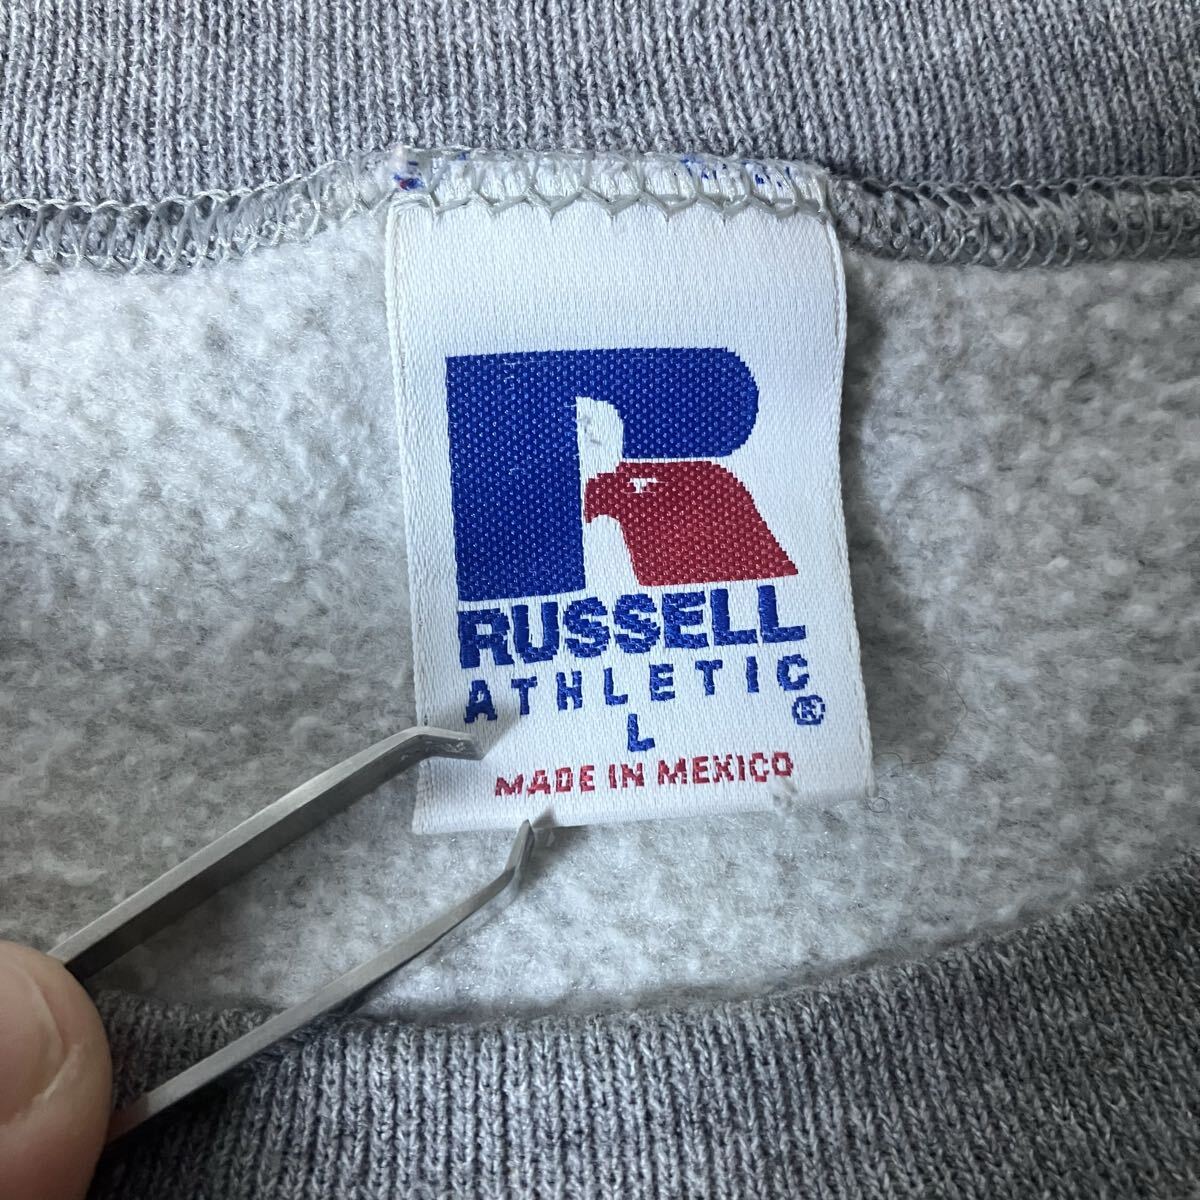 R
RUSSELL
ATHLETIC
®
L
MADE IN MEXICO